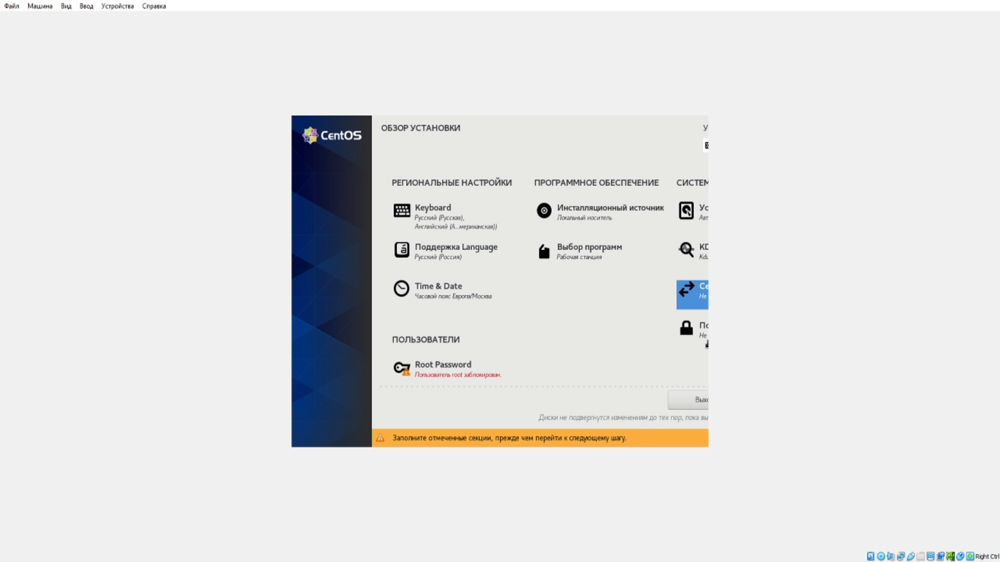 Файл Машина Вид Ввод Устройства Справка
CentOS
ОБЗОР УСТАНОВКИ
У
РЕГИОНАЛЬНЫЕ НАСТРОЙКИ
Keyboard
Русский (Русская),
Английский (А...мериканская))
Поддержка Language
Русский (Россия)
Time & Date
Часовой пояс Европа/Москва
ПРОГРАММНОЕ ОБЕСПЕЧЕНИЕ
Инсталляционный источник
Локальный носитель
Выбор программ
Рабочая станция
СИСТЕМ
Ус
Авт
KD
Kdu
Се
Не
По
Не
ПОЛЬЗОВАТЕЛИ
Root Password
Пользователь root заблокирован.
Выхо
Диски не подвергнутся изменениям до тех пор, пока вы
Заполните отмеченные секции, прежде чем перейти к следующему шагу.
Right Ctrl